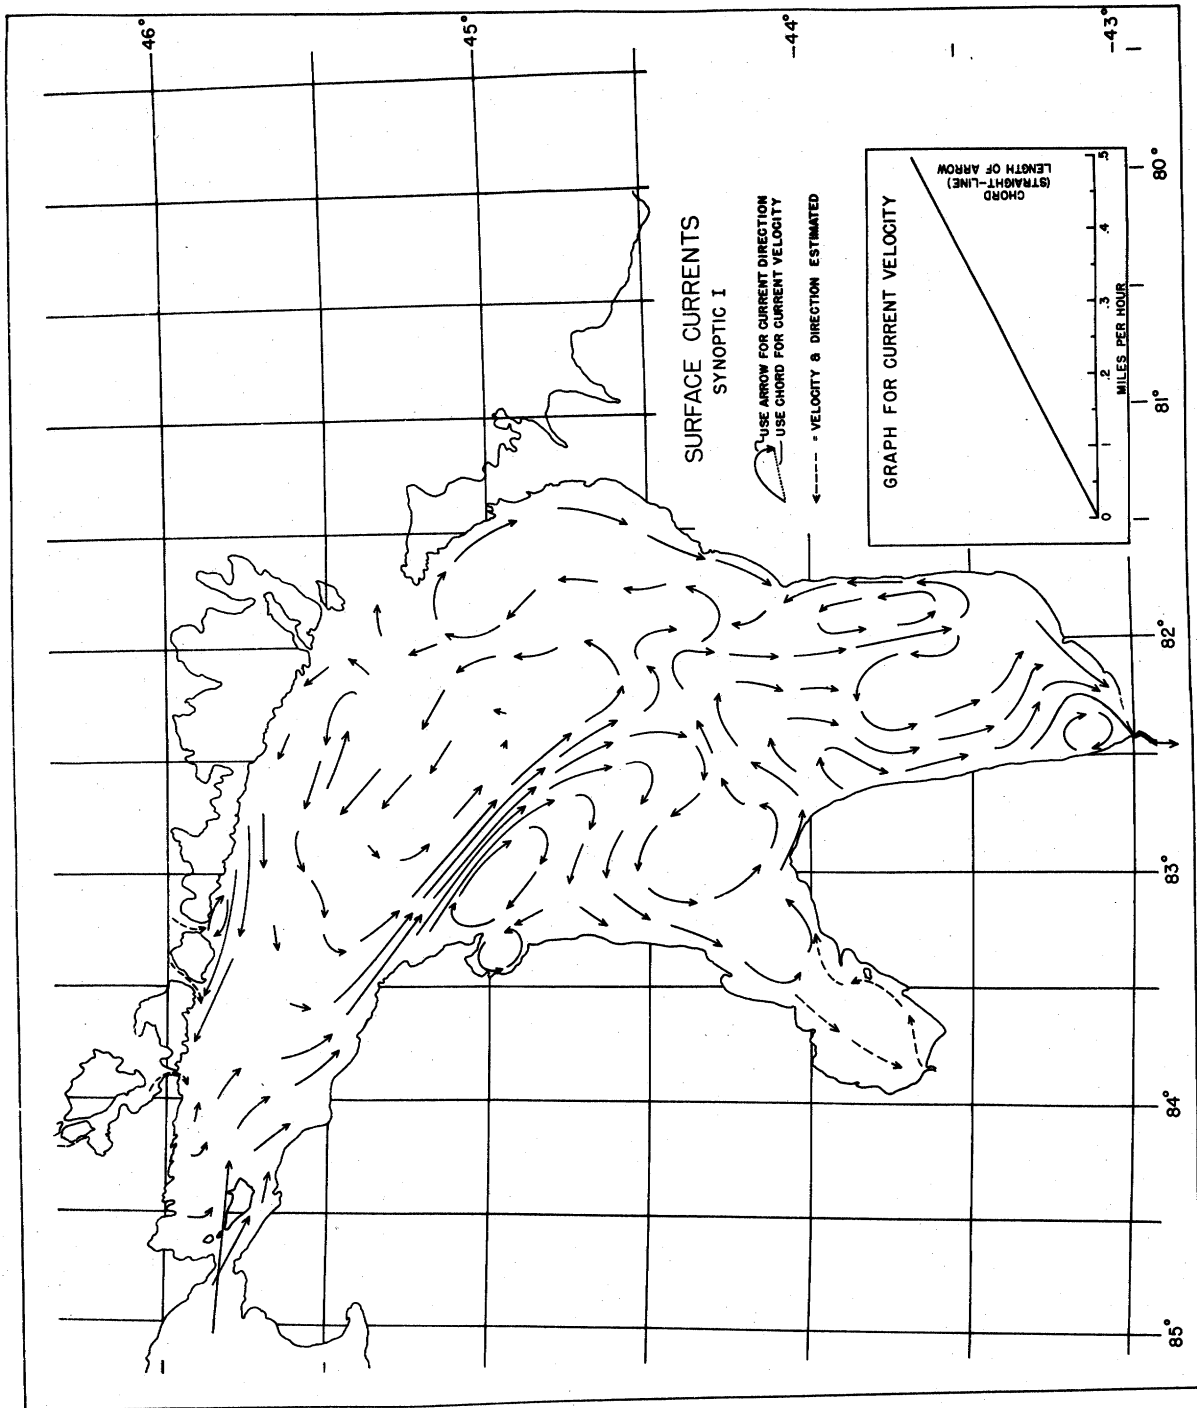 SURFACE CURRENTS
SYNOPTIC I
USE ARROW FOR CURRENT DIRECTION
USE CHORD FOR CURRENT VELOCITY
= VELOCITY & DIRECTION ESTIMATED
GRAPH FOR CURRENT VELOCITY
CHORD
(STRAIGHT-LINE)
LENGTH OF ARROW
0 .1 .2 .3 .4 .5
MILES PER HOUR
46°
45°
44°
43°
85°
84°
83°
82°
81°
80°